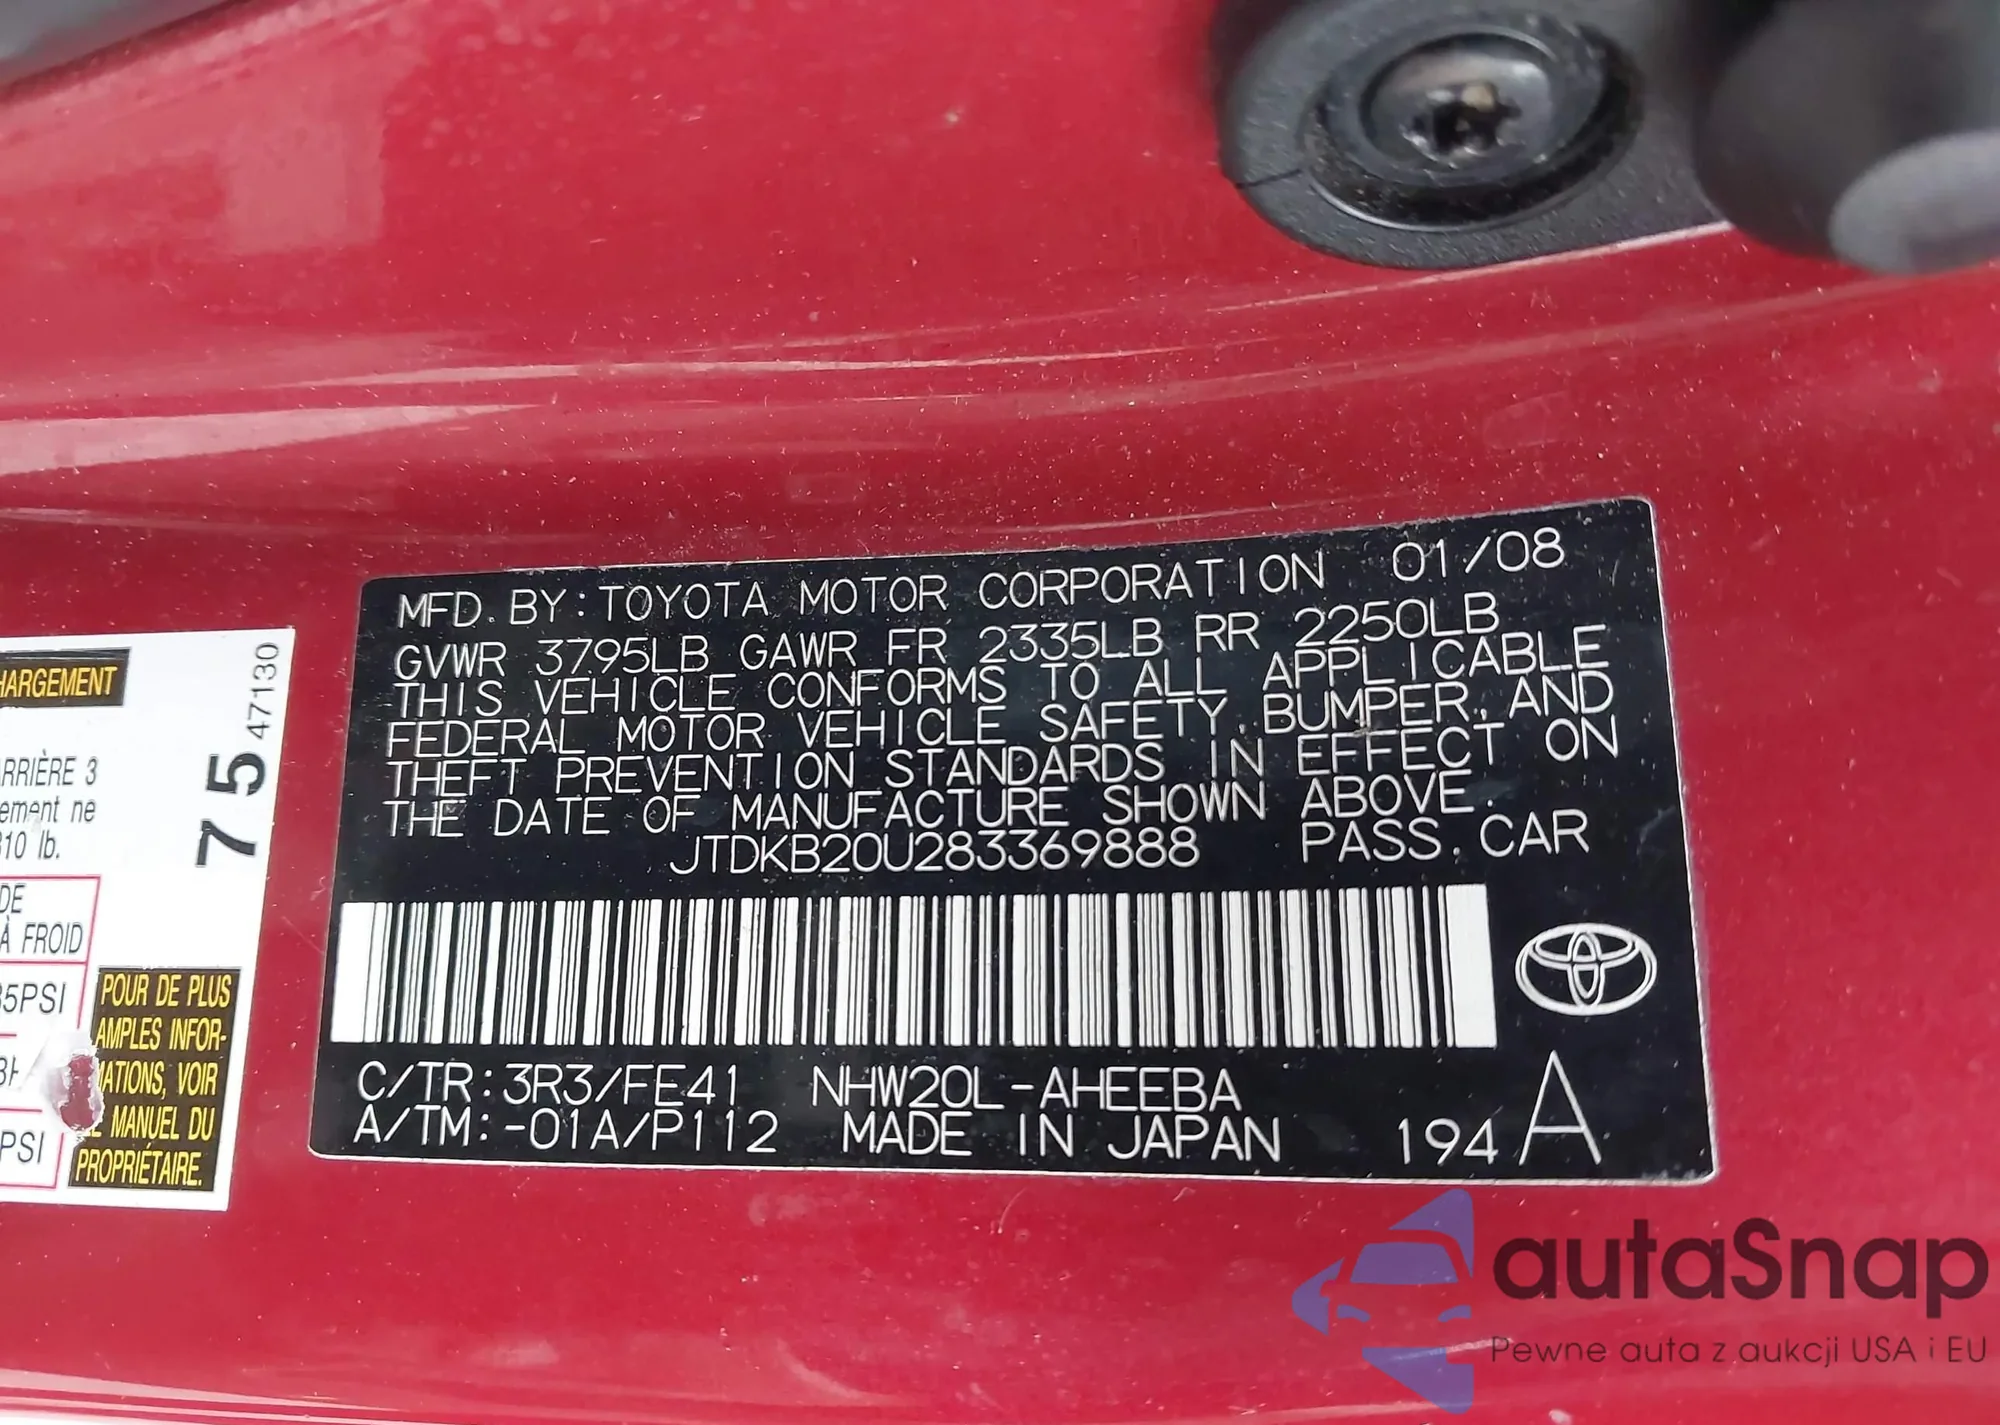 MFD. BY: TOYOTA MOTOR CORPORATION 01/08
GVWR 3795LB GAWR FR 2335LB RR 2250LB
THIS VEHICLE CONFORMS TO ALL APPLICABLE
FEDERAL MOTOR VEHICLE SAFETY, BUMPER, AND
THEFT PREVENTION STANDARDS IN EFFECT ON
THE DATE OF MANUFACTURE SHOWN ABOVE.
JTDKB20U283369888 PASS. CAR
C/TR: 3R3/FE41 NHW20L-AHEEBA
A/TM: -01A/P112 MADE IN JAPAN 194 A
HARGEMENT
75 47130
ARRIÈRE 3
ement ne
310 lb.
DE
À FROID
35PSI
PSI
POUR DE PLUS
AMPLES INFOR-
MATIONS, VOIR
LE MANUEL DU
PROPRIÉTAIRE.
autaSnap
Pewne auta z aukcji USA i EU